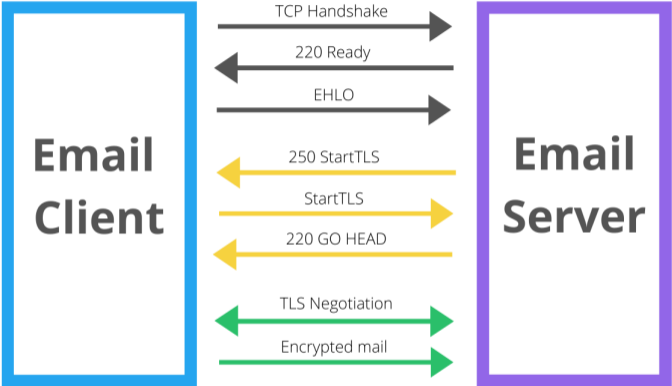 TCP Handshake
220 Ready
EHLO
Email
Client
Email
Server
250 StartTLS
StartTLS
220 GO HEAD
TLS Negotiation
Encrypted mail